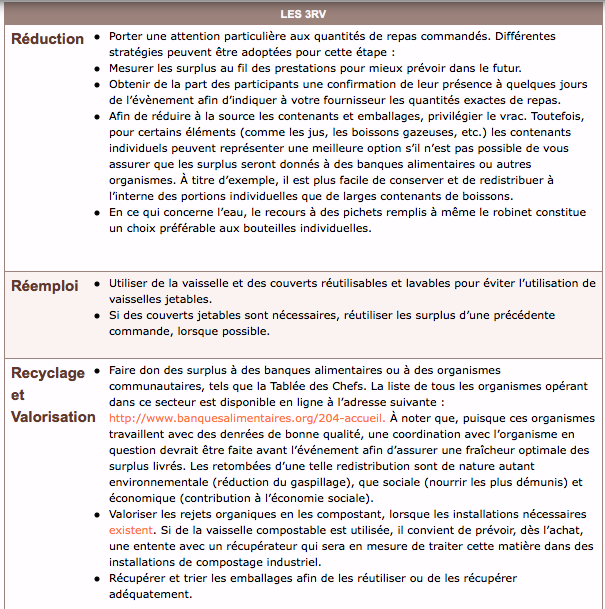 LES 3RV
Réduction
• Porter une attention particulière aux quantités de repas commandés. Différentes
stratégies peuvent être adoptées pour cette étape :
• Mesurer les surplus au fil des prestations pour mieux prévoir dans le futur.
• Obtenir de la part des participants une confirmation de leur présence à quelques jours
de l'évènement afin d'indiquer à votre fournisseur les quantités exactes de repas.
• Afin de réduire à la source les contenants et emballages, privilégier le vrac. Toutefois,
pour certains éléments (comme les jus, les boissons gazeuses, etc.) les contenants
individuels peuvent représenter une meilleure option s'il n'est pas possible de vous
assurer que les surplus seront donnés à des banques alimentaires ou autres
organismes. À titre d'exemple, il est plus facile de conserver et de redistribuer à
l'interne des portions individuelles que de larges contenants de boissons.
• En ce qui concerne l'eau, le recours à des pichets remplis à même le robinet constitue
un choix préférable aux bouteilles individuelles.
Réemploi
• Utiliser de la vaisselle et des couverts réutilisables et lavables pour éviter l'utilisation de
vaisselles jetables.
• Si des couverts jetables sont nécessaires, réutiliser les surplus d'une précédente
commande, lorsque possible.
Recyclage
et
Valorisation
• Faire don des surplus à des banques alimentaires ou à des organismes
communautaires, tels que la Tablée des Chefs. La liste de tous les organismes opérant
dans ce secteur est disponible en ligne à l'adresse suivante :
http://www.banquesalimentaires.org/204-accueil. À noter que, puisque ces organismes
travaillent avec des denrées de bonne qualité, une coordination avec l'organisme en
question devrait être faite avant l'événement afin d'assurer une fraîcheur optimale des
surplus livrés. Les retombées d'une telle redistribution sont de nature autant
environnementale (réduction du gaspillage), que sociale (nourrir les plus démunis) et
économique (contribution à l'économie sociale).
• Valoriser les rejets organiques en les compostant, lorsque les installations nécessaires
existent. Si de la vaisselle compostable est utilisée, il convient de prévoir, dès l'achat,
une entente avec un récupérateur qui sera en mesure de traiter cette matière dans des
installations de compostage industriel.
• Récupérer et trier les emballages afin de les réutiliser ou de les récupérer
adéquatement.